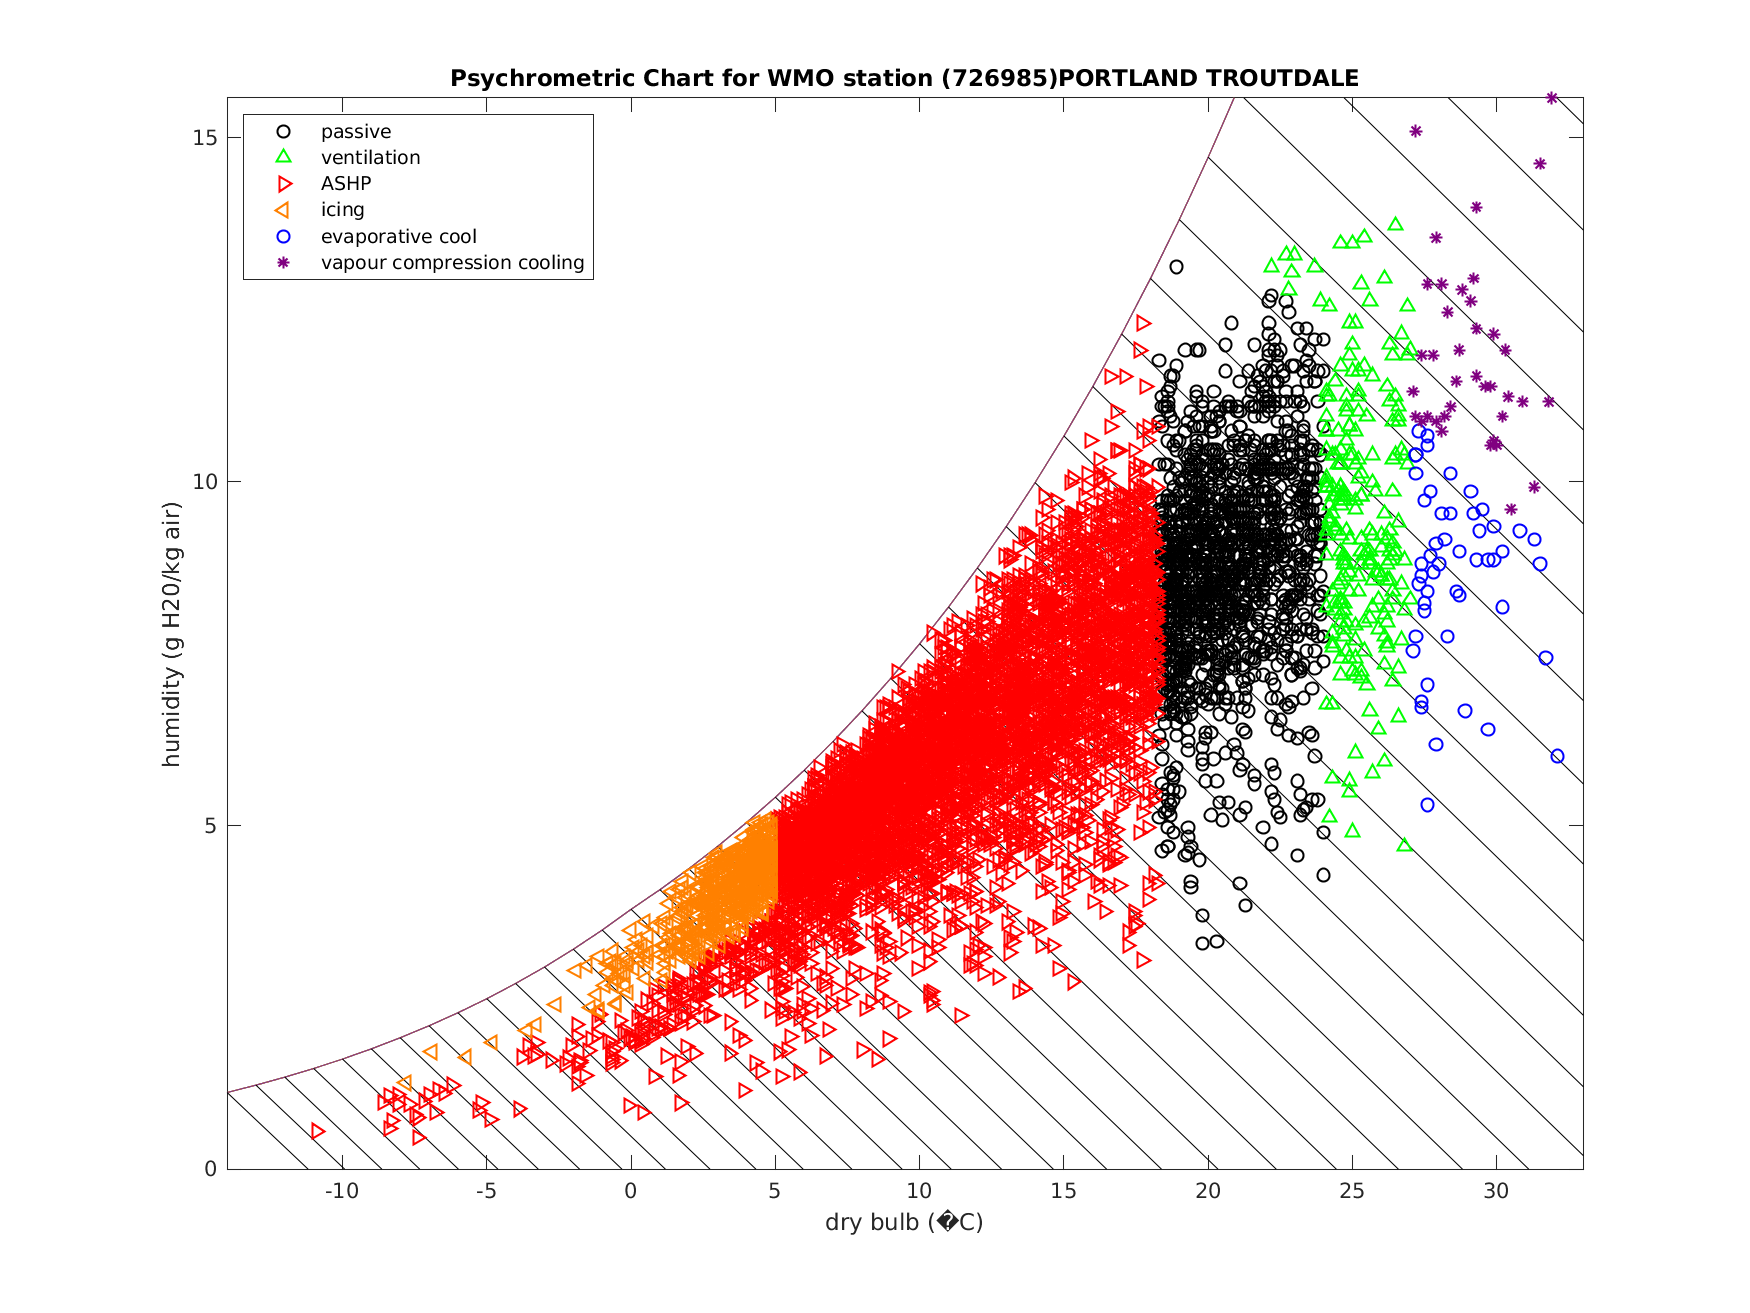 Psychrometric Chart for WMO station (726985)PORTLAND TROUTDALE
passive
ventilation
ASHP
icing
evaporative cool
vapour compression cooling
15
10
5
0
humidity (g H20/kg air)
-10 -5 0 5 10 15 20 25 30
dry bulb (�C)